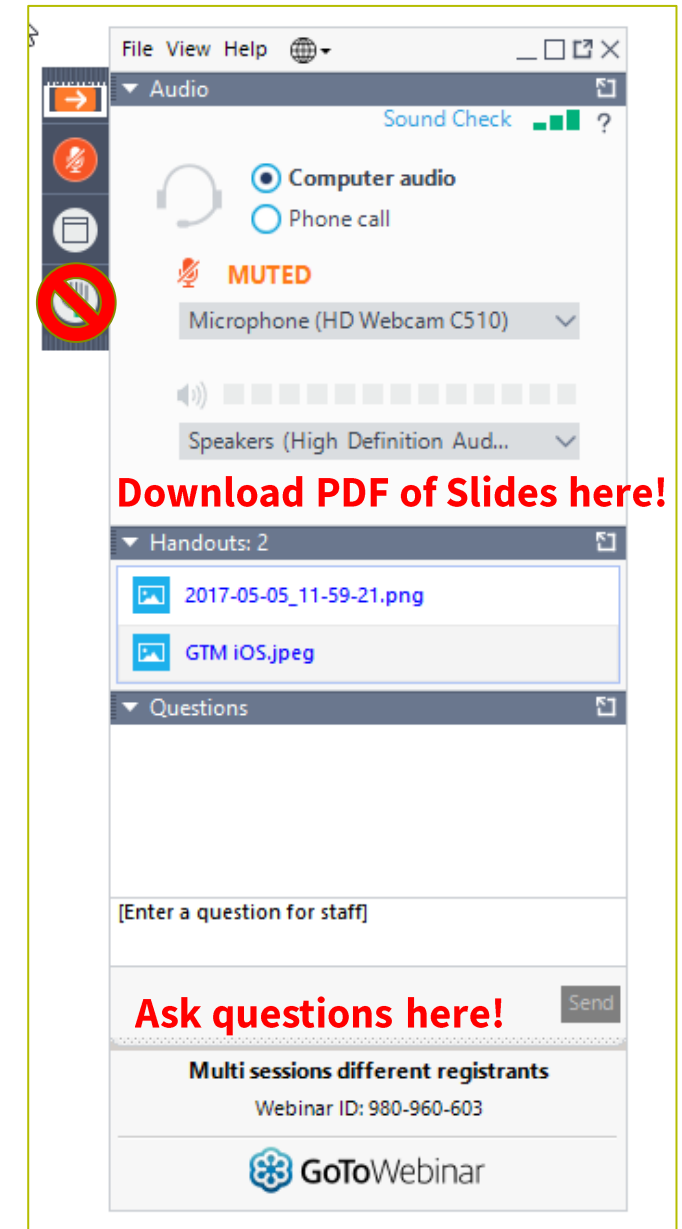 File View Help
Audio
Sound Check ?
Computer audio
Phone call
MUTED
Microphone (HD Webcam C510)
Speakers (High Definition Aud...
Download PDF of Slides here!
Handouts: 2
2017-05-05_11-59-21.png
GTM iOS.jpeg
Questions
[Enter a question for staff]
Ask questions here!
Send
Multi sessions different registrants
Webinar ID: 980-960-603
GoToWebinar